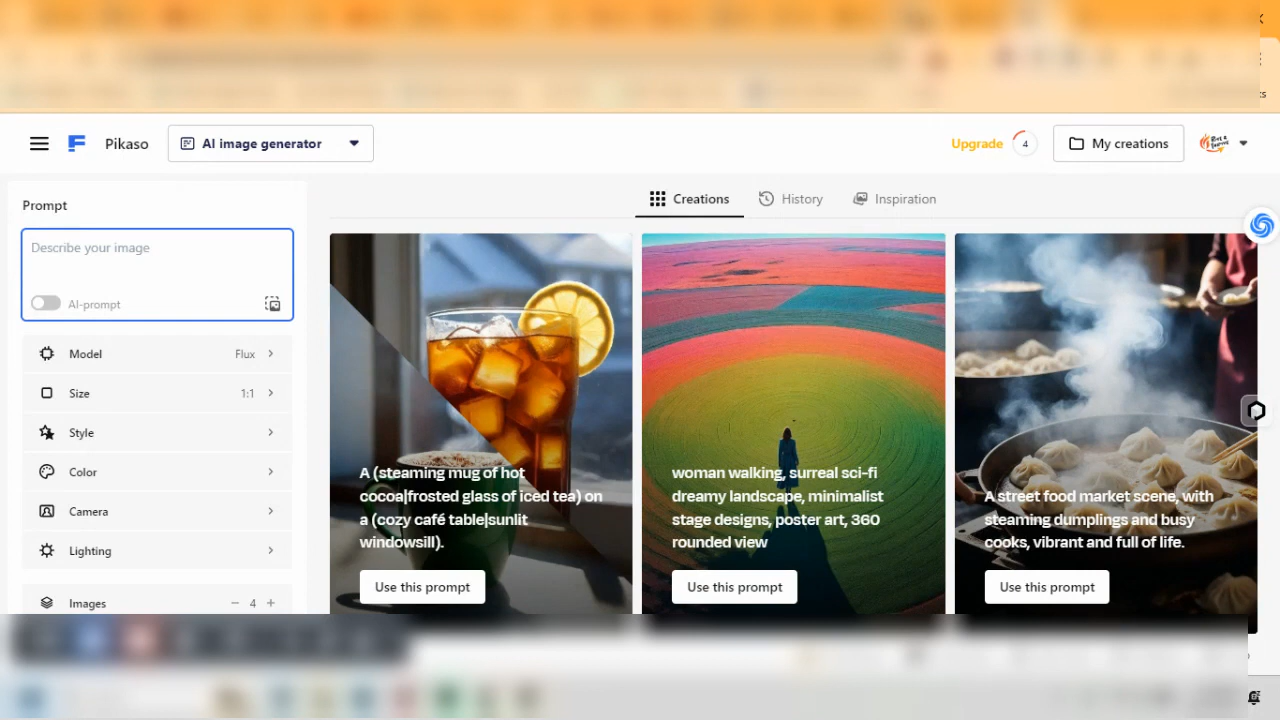 Pikaso
AI image generator
Upgrade
4
My creations
Prompt
Describe your image
AI-prompt
Model
Flux
Size
1:1
Style
Color
Camera
Lighting
Images
4
Creations
History
Inspiration
A (steaming mug of hot
cocoa|frosted glass of iced tea) on
a (cozy café table|sunlit
windowsill).
Use this prompt
woman walking, surreal sci-fi
dreamy landscape, minimalist
stage designs, poster art, 360
rounded view
Use this prompt
A street food market scene, with
steaming dumplings and busy
cooks, vibrant and full of life.
Use this prompt